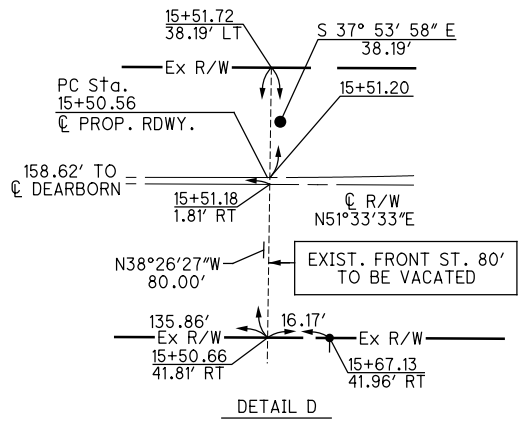 15+51.72
38.19' LT
S 37° 53' 58" E
38.19'
Ex R/W
PC Sta.
15+50.56
℄ PROP. RDWY.
15+51.20
158.62' TO
℄ DEARBORN
15+51.18
1.81' RT
℄ R/W
N51°33'33"E
N38°26'27"W
80.00'
EXIST. FRONT ST. 80'
TO BE VACATED
135.86'
16.17'
Ex R/W
Ex R/W
15+50.66
41.81' RT
15+67.13
41.96' RT
DETAIL D